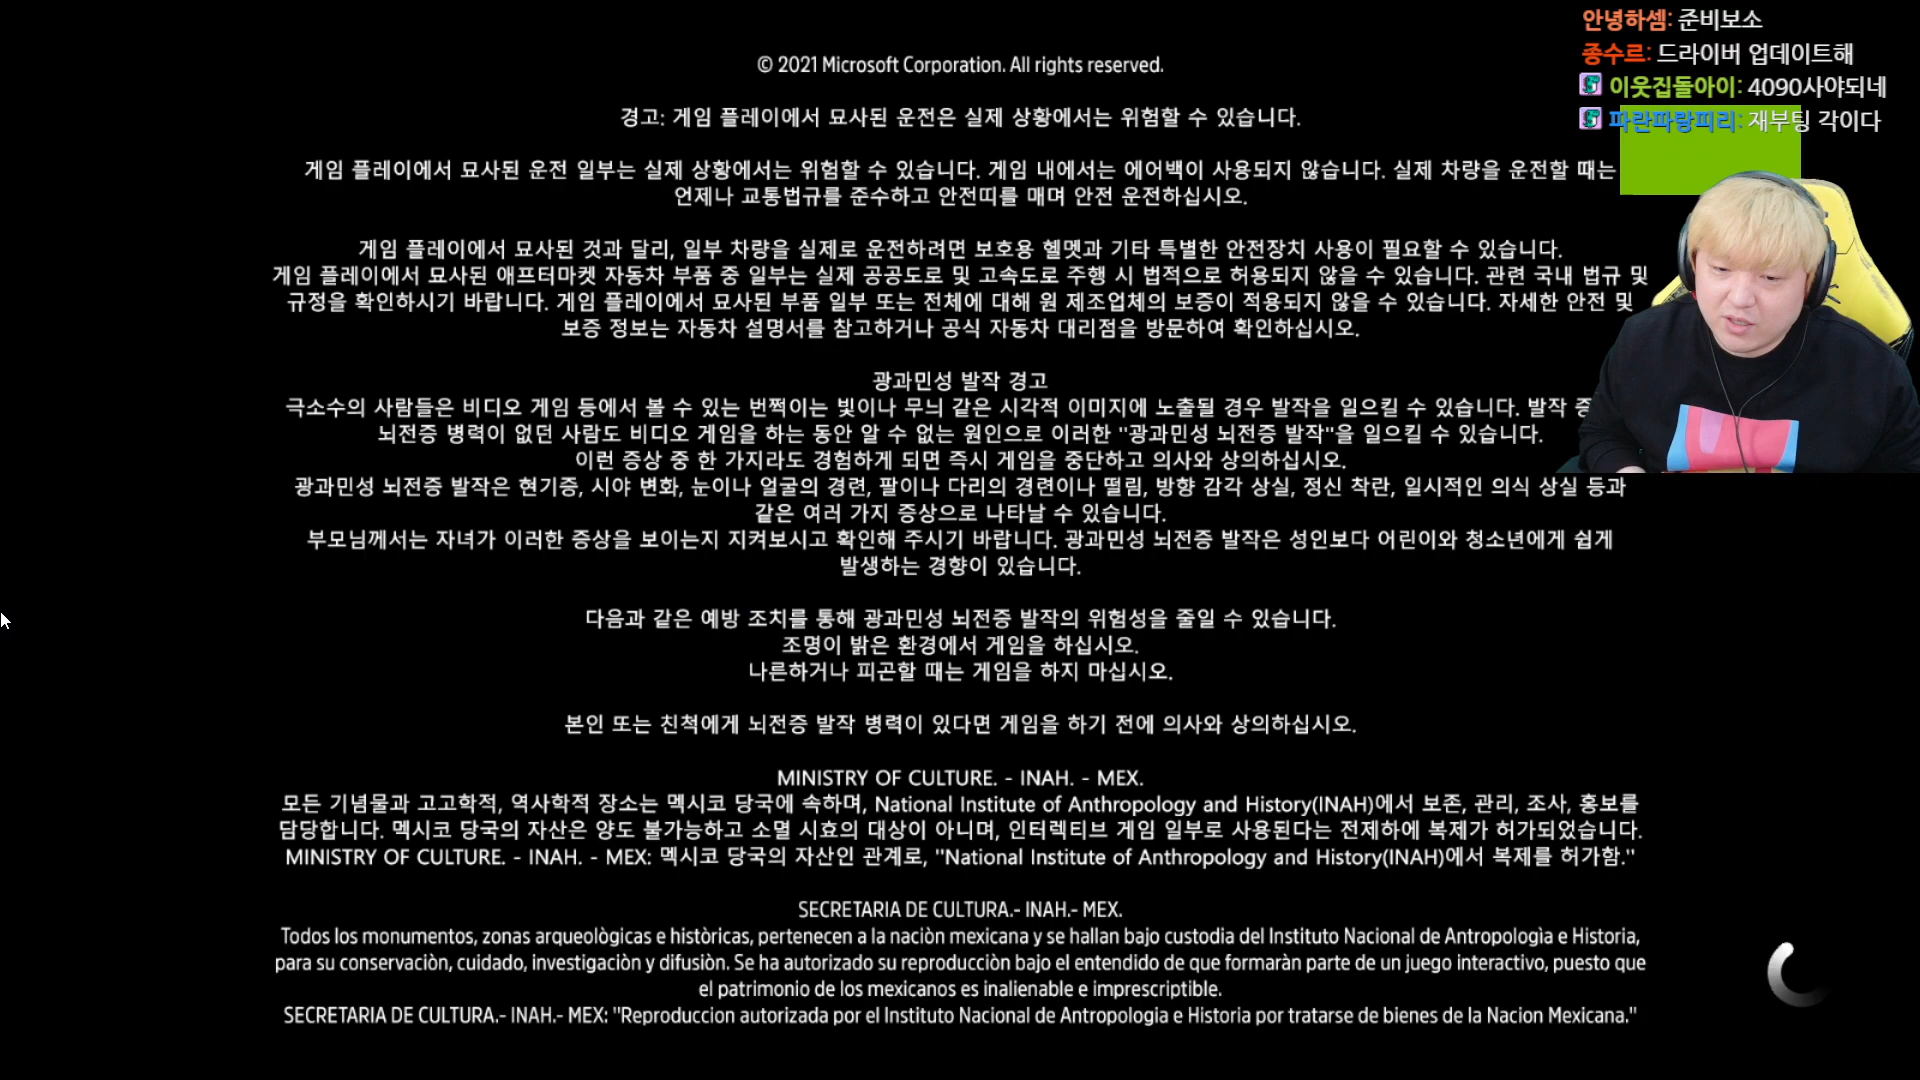 © 2021 Microsoft Corporation. All rights reserved.
경고: 게임 플레이에서 묘사된 운전은 실제 상황에서는 위험할 수 있습니다.
게임 플레이에서 묘사된 운전 일부는 실제 상황에서는 위험할 수 있습니다. 게임 내에서는 에어백이 사용되지 않습니다. 실제 차량을 운전할 때는
언제나 교통법규를 준수하고 안전띠를 매며 안전 운전하십시오.
게임 플레이에서 묘사된 것과 달리, 일부 차량을 실제로 운전하려면 보호용 헬멧과 기타 특별한 안전장치 사용이 필요할 수 있습니다.
게임 플레이에서 묘사된 애프터마켓 자동차 부품 중 일부는 실제 공공도로 및 고속도로 주행 시 법적으로 허용되지 않을 수 있습니다. 관련 국내 법규 및
규정을 확인하시기 바랍니다. 게임 플레이에서 묘사된 부품 일부 또는 전체에 대해 원 제조업체의 보증이 적용되지 않을 수 있습니다. 자세한 안전 및
보증 정보는 자동차 설명서를 참고하거나 공식 자동차 대리점을 방문하여 확인하십시오.
광과민성 발작 경고
극소수의 사람들은 비디오 게임 등에서 볼 수 있는 번쩍이는 빛이나 무늬 같은 시각적 이미지에 노출될 경우 발작을 일으킬 수 있습니다. 발작
뇌전증 병력이 없던 사람도 비디오 게임을 하는 동안 알 수 없는 원인으로 이러한 "광과민성 뇌전증 발작"을 일으킬 수 있습니다.
이런 증상 중 한 가지라도 경험하게 되면 즉시 게임을 중단하고 의사와 상의하십시오.
광과민성 뇌전증 발작은 현기증, 시야 변화, 눈이나 얼굴의 경련, 팔이나 다리의 경련이나 떨림, 방향 감각 상실, 정신 착란, 일시적인 의식 상실 등과
같은 여러 가지 증상으로 나타날 수 있습니다.
부모님께서는 자녀가 이러한 증상을 보이는지 지켜보시고 확인해 주시기 바랍니다. 광과민성 뇌전증 발작은 성인보다 어린이와 청소년에게 쉽게
발생하는 경향이 있습니다.
다음과 같은 예방 조치를 통해 광과민성 뇌전증 발작의 위험성을 줄일 수 있습니다.
조명이 밝은 환경에서 게임을 하십시오.
나른하거나 피곤할 때는 게임을 하지 마십시오.
본인 또는 친척에게 뇌전증 발작 병력이 있다면 게임을 하기 전에 의사와 상의하십시오.
MINISTRY OF CULTURE. - INAH. - MEX.
모든 기념물과 고고학적, 역사학적 장소는 멕시코 당국에 속하며, National Institute of Anthropology and History(INAH)에서 보존, 관리, 조사, 홍보를
담당합니다. 멕시코 당국의 자산은 양도 불가능하고 소멸 시효의 대상이 아니며, 인터렉티브 게임 일부로 사용된다는 전제하에 복제가 허가되었습니다.
MINISTRY OF CULTURE. - INAH. - MEX: 멕시코 당국의 자산인 관계로, "National Institute of Anthropology and History(INAH)에서 복제를 허가함."
SECRETARIA DE CULTURA.- INAH.- MEX.
Todos los monumentos, zonas arqueològicas e històricas, pertenecen a la naciòn mexicana y se hallan bajo custodia del Instituto Nacional de Antropologìa e Historia,
para su conservaciòn, cuidado, investigaciòn y difusiòn. Se ha autorizado su reproducciòn bajo el entendido de que formaràn parte de un juego interactivo, puesto que
el patrimonio de los mexicanos es inalienable e imprescriptible.
SECRETARIA DE CULTURA.- INAH.- MEX: "Reproduccion autorizada por el Instituto Nacional de Antropologia e Historia por tratarse de bienes de la Nacion Mexicana."
안녕하셈: 준비보소
종수르: 드라이버 업데이트해
이웃집돌아이: 4090사야되네
파란파랑피리: 재부팅 각이다